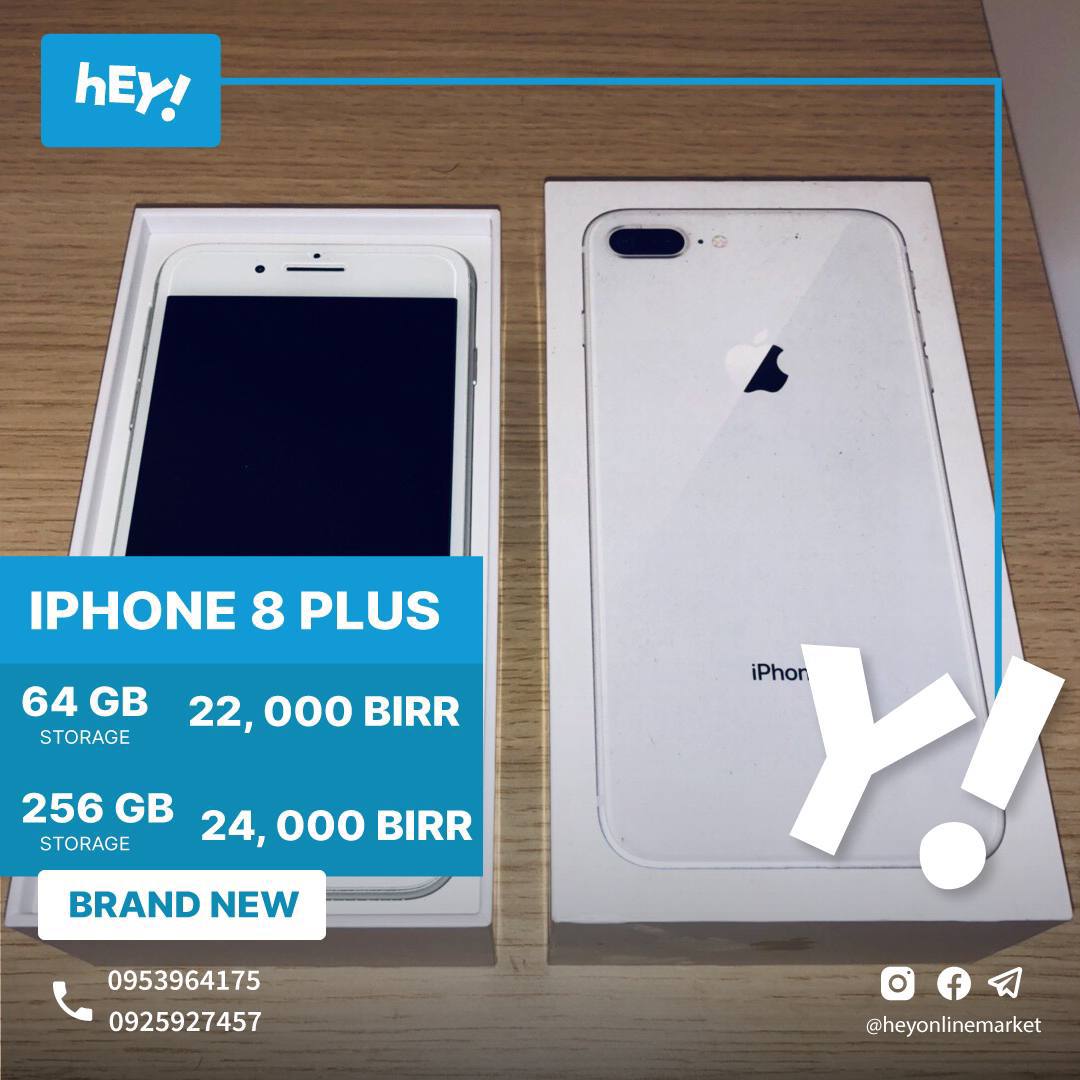 hEY!
IPHONE 8 PLUS
64 GB 22, 000 BIRR
STORAGE
256 GB 24, 000 BIRR
STORAGE
BRAND NEW
0953964175
0925927457
iPhon
Y!
@heyonlinemarket